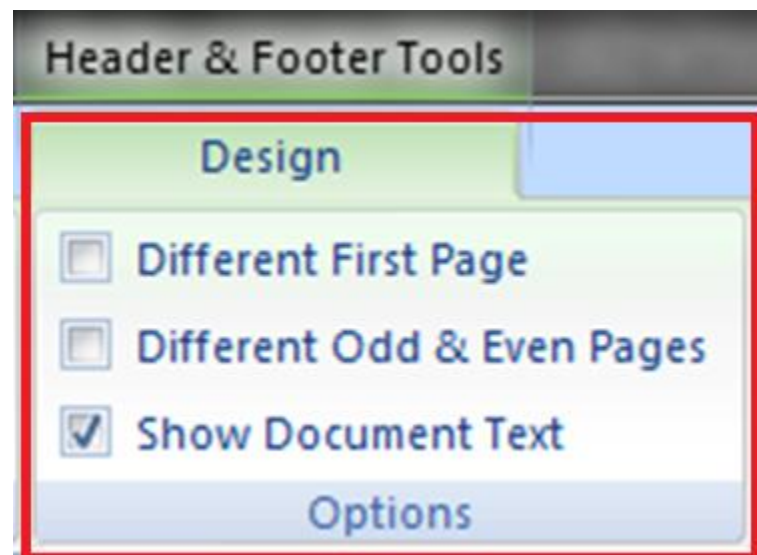 Header & Footer Tools
Design
Different First Page
Different Odd & Even Pages
Show Document Text
Options